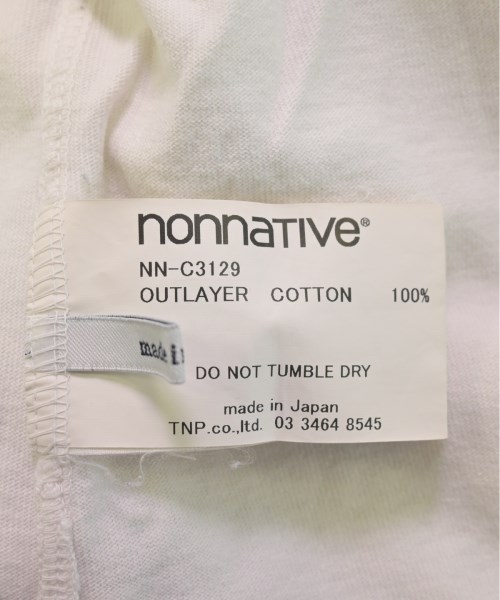 nonnative®
NN-C3129
OUTLAYER COTTON 100%
made
DO NOT TUMBLE DRY
made in Japan
TNP.co.,ltd. 03 3464 8545